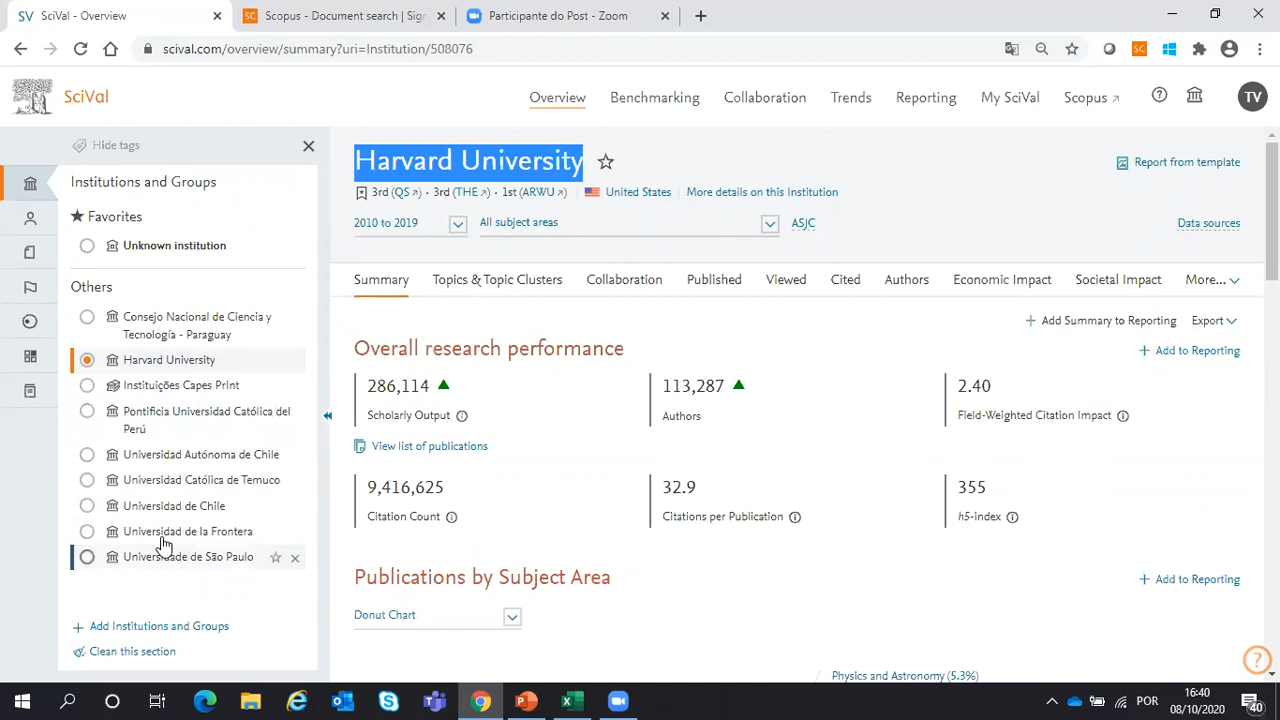 SciVal - Overview
Scopus - Document search | Sign
Participante do Post - Zoom
scival.com/overview/summary?uri=Institution/508076
SciVal
Overview
Benchmarking
Collaboration
Trends
Reporting
My SciVal
Scopus
TV
Hide tags
Institutions and Groups
Favorites
Unknown institution
Others
Consejo Nacional de Ciencia y
Tecnología - Paraguay
Harvard University
Instituições Capes PrInt
Pontificia Universidad Católica del
Perú
Universidad Autónoma de Chile
Universidad Católica de Temuco
Universidad de Chile
Universidad de la Frontera
Universidade de São Paulo
Add Institutions and Groups
Clean this section
Harvard University
Report from template
3rd (QS) · 3rd (THE) · 1st (ARWU) · United States More details on this Institution
2010 to 2019
All subject areas
ASJC
Data sources
Summary
Topics & Topic Clusters
Collaboration
Published
Viewed
Cited
Authors
Economic Impact
Societal Impact
More...
Add Summary to Reporting
Export
Overall research performance
Add to Reporting
286,114
Scholarly Output
View list of publications
113,287
Authors
2.40
Field-Weighted Citation Impact
9,416,625
Citation Count
32.9
Citations per Publication
355
h5-index
Publications by Subject Area
Add to Reporting
Donut Chart
Physics and Astronomy (5.3%)
POR
16:40
08/10/2020
40